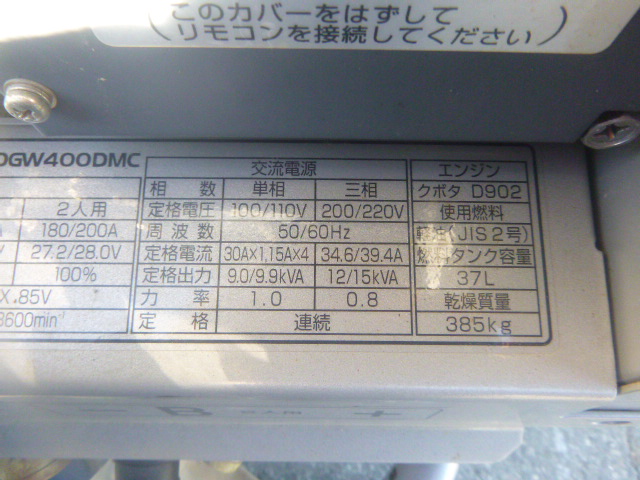 (このカバーをはずして
リモコンを接続してください)
DGW400DMC 交流電源 エンジン
相 数 単相 三相 クボタ D902
2人用 定格電圧 100/110V 200/220V 使用燃料
180/200A 周 波 数 50/60Hz 軽油(JIS2号)
27.2/28.0V 定格電流 30A×1,15A×4 34.6/39.4A 燃料タンク容量
100% 定格出力 9.0/9.9kVA 12/15kVA 37L
.85V 力 率 1.0 0.8 乾燥質量
3600min⁻¹ 定 格 連続 385kg
− B +